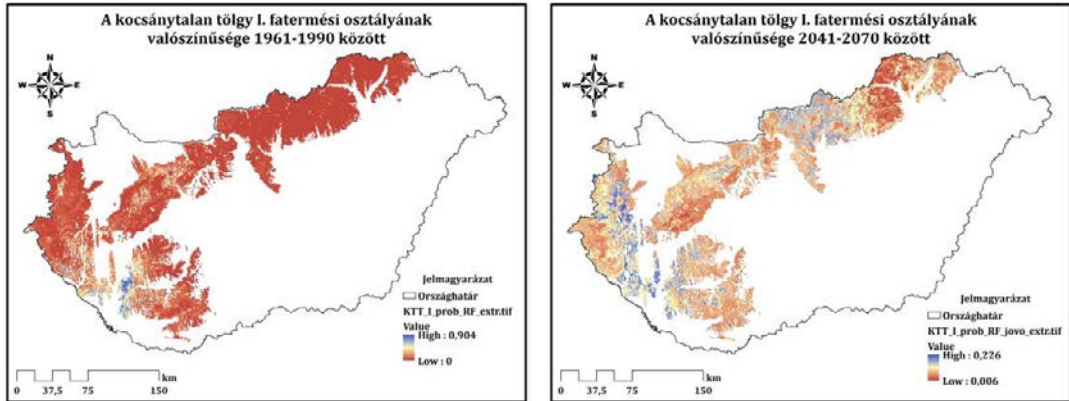 A kocsánytalan tölgy I. fatermési osztályának
valószínűsége 1961-1990 között
N
W E
S
Jelmagyarázat
Országhatár
KTT_I_prob_RF_extr.tif
Value
High : 0,904
Low : 0
km
0 37,5 75 150
A kocsánytalan tölgy I. fatermési osztályának
valószínűsége 2041-2070 között
N
W E
S
Jelmagyarázat
Országhatár
KTT_I_prob_RF_jovo_extr.tif
Value
High : 0,226
Low : 0,006
km
0 37,5 75 150